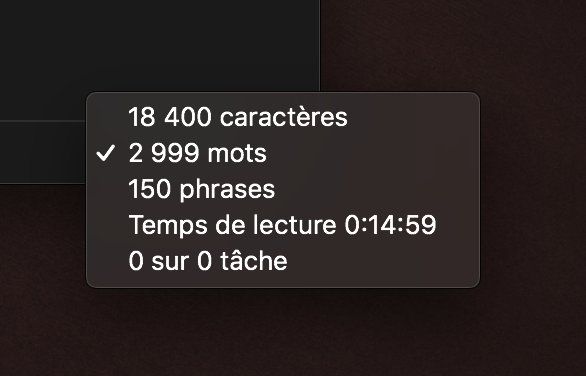 18 400 caractères
2 999 mots
150 phrases
Temps de lecture 0:14:59
0 sur 0 tâche